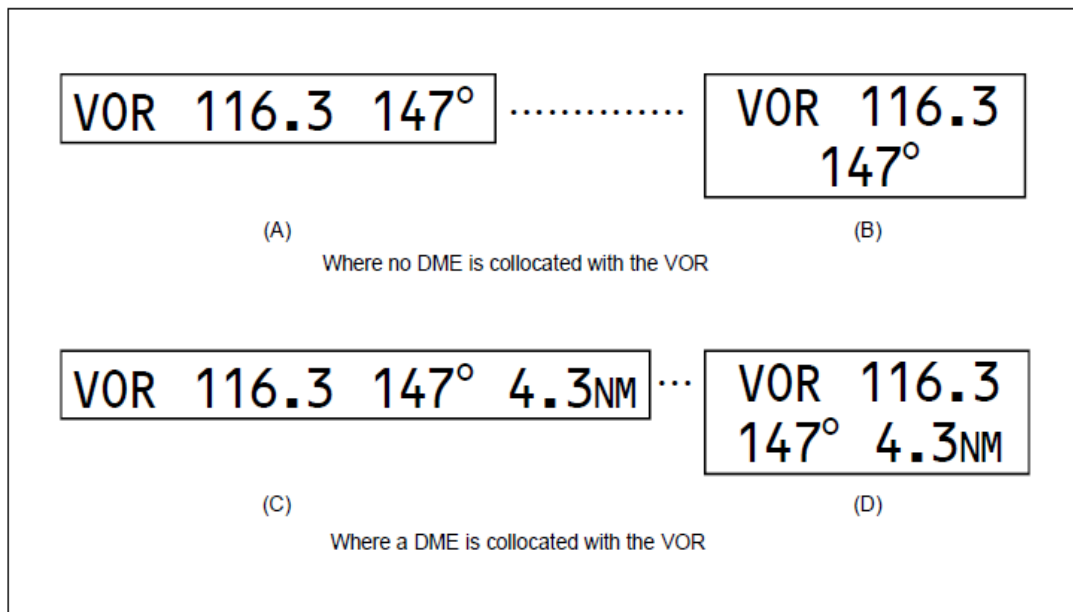 VOR 116.3 147° ..............
VOR 116.3
147°
(A)
(B)
Where no DME is collocated with the VOR
VOR 116.3 147° 4.3NM ...
VOR 116.3
147° 4.3NM
(C)
(D)
Where a DME is collocated with the VOR